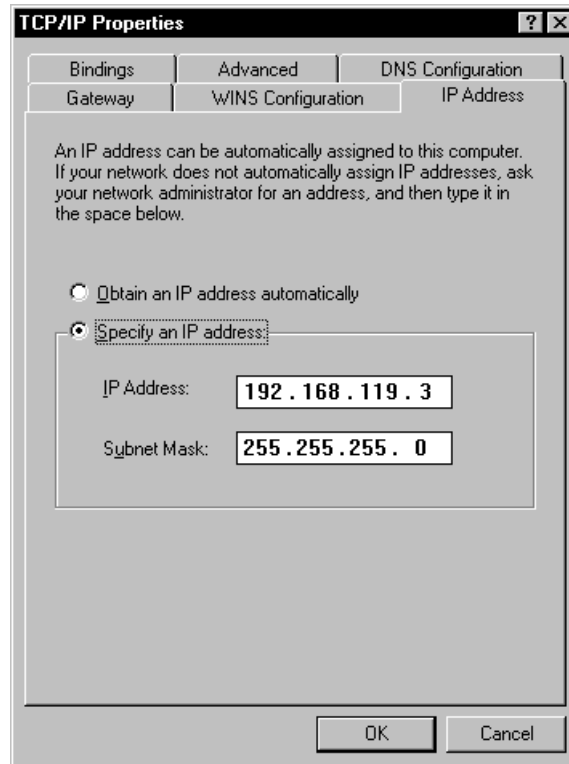 TCP/IP Properties
Bindings
Advanced
DNS Configuration
Gateway
WINS Configuration
IP Address
An IP address can be automatically assigned to this computer.
If your network does not automatically assign IP addresses, ask
your network administrator for an address, and then type it in
the space below.
Obtain an IP address automatically
Specify an IP address:
IP Address:
192.168.119.3
Subnet Mask:
255.255.255.0
OK
Cancel